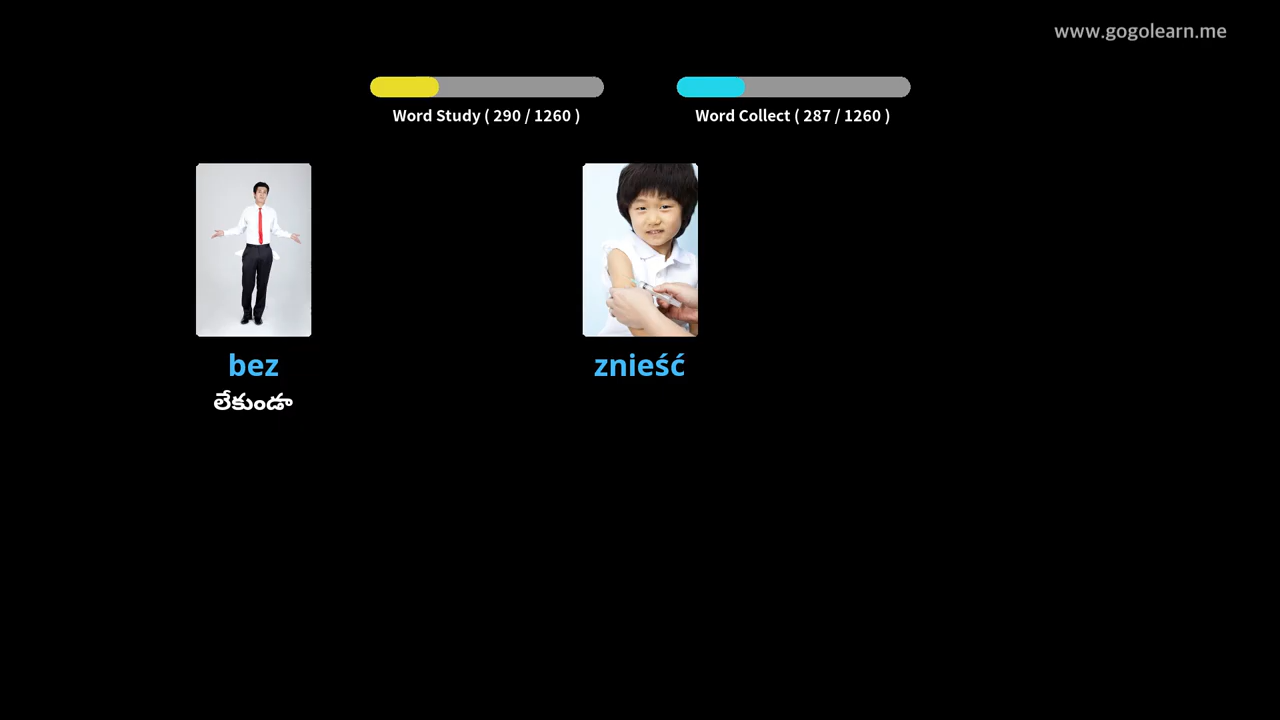 www.gogolearn.me
Word Study ( 290 / 1260 )
Word Collect ( 287 / 1260 )
bez
లేకుండా
znieść